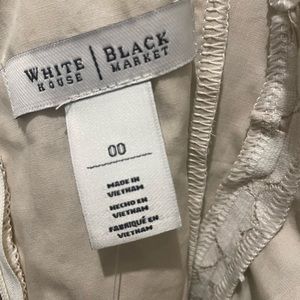 WHITE HOUSE | BLACK MARKET
00
MADE IN
VIETNAM
HECHO EN
VIETNAM
FABRIQUÉ EN
VIETNAM